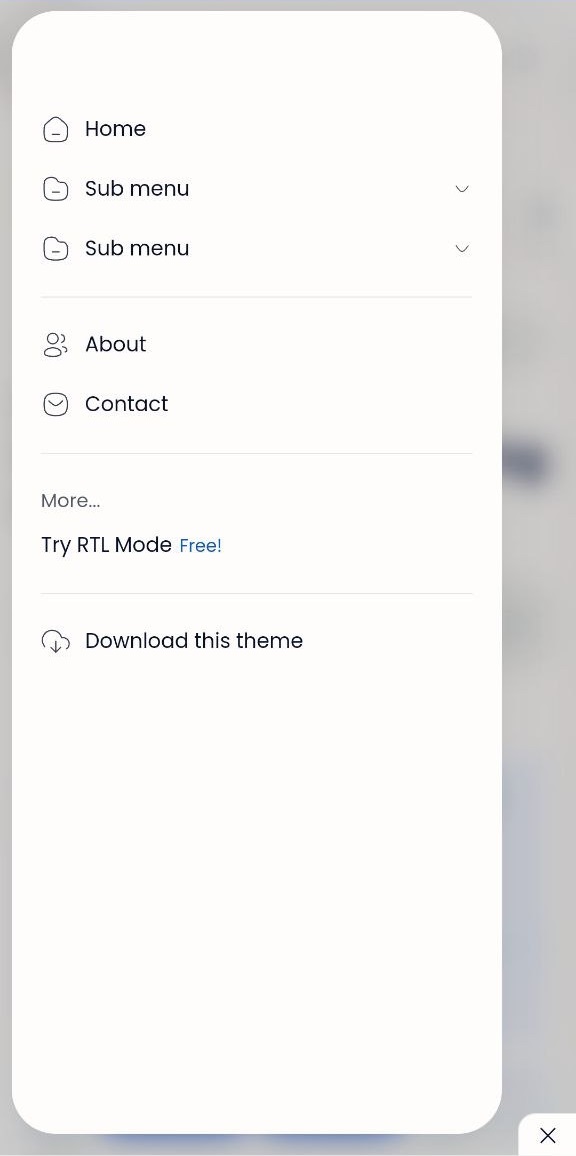 Home
Sub menu
Sub menu
About
Contact
More...
Try RTL Mode Free!
Download this theme